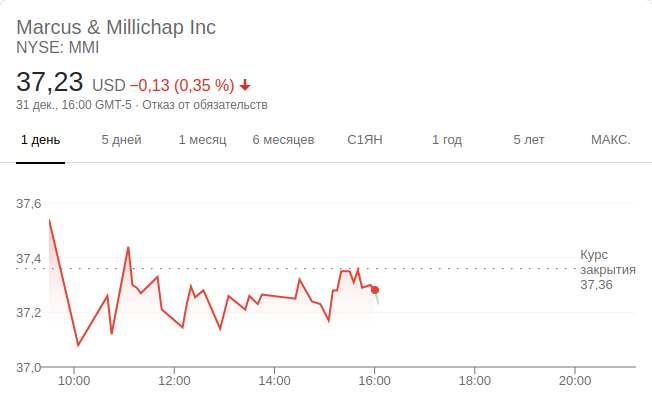 Marcus & Millichap Inc
NYSE: MMI
37,23 USD −0,13 (0,35 %)
31 дек., 16:00 GMT-5 · Отказ от обязательств
1 день 5 дней 1 месяц 6 месяцев С1ЯН 1 год 5 лет МАКС.
37,6
37,4
Курс
закрытия
37,36
37,2
37,0
10:00 12:00 14:00 16:00 18:00 20:00